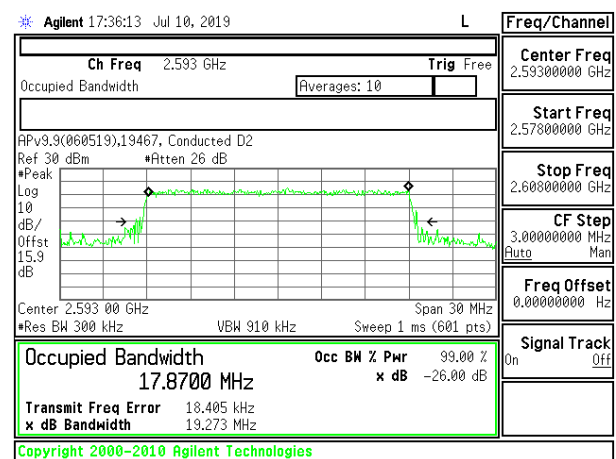 Agilent 17:36:13 Jul 10, 2019 L Freq/Channel
Ch Freq 2.593 GHz Trig Free
Occupied Bandwidth Averages: 10
Center Freq
2.59300000 GHz
Start Freq
2.57800000 GHz
Stop Freq
2.60800000 GHz
CF Step
3.00000000 MHz
Auto Man
Freq Offset
0.00000000 Hz
Signal Track
On Off
APv9.9(060519),19467, Conducted D2
Ref 30 dBm #Atten 26 dB
#Peak
Log
10
dB/
Offst
15.9
dB
Center 2.593 00 GHz Span 30 MHz
#Res BW 300 kHz VBW 910 kHz Sweep 1 ms (601 pts)
Occupied Bandwidth Occ BW % Pwr 99.00 %
17.8700 MHz x dB -26.00 dB
Transmit Freq Error 18.405 kHz
x dB Bandwidth 19.273 MHz
Copyright 2000-2010 Agilent Technologies